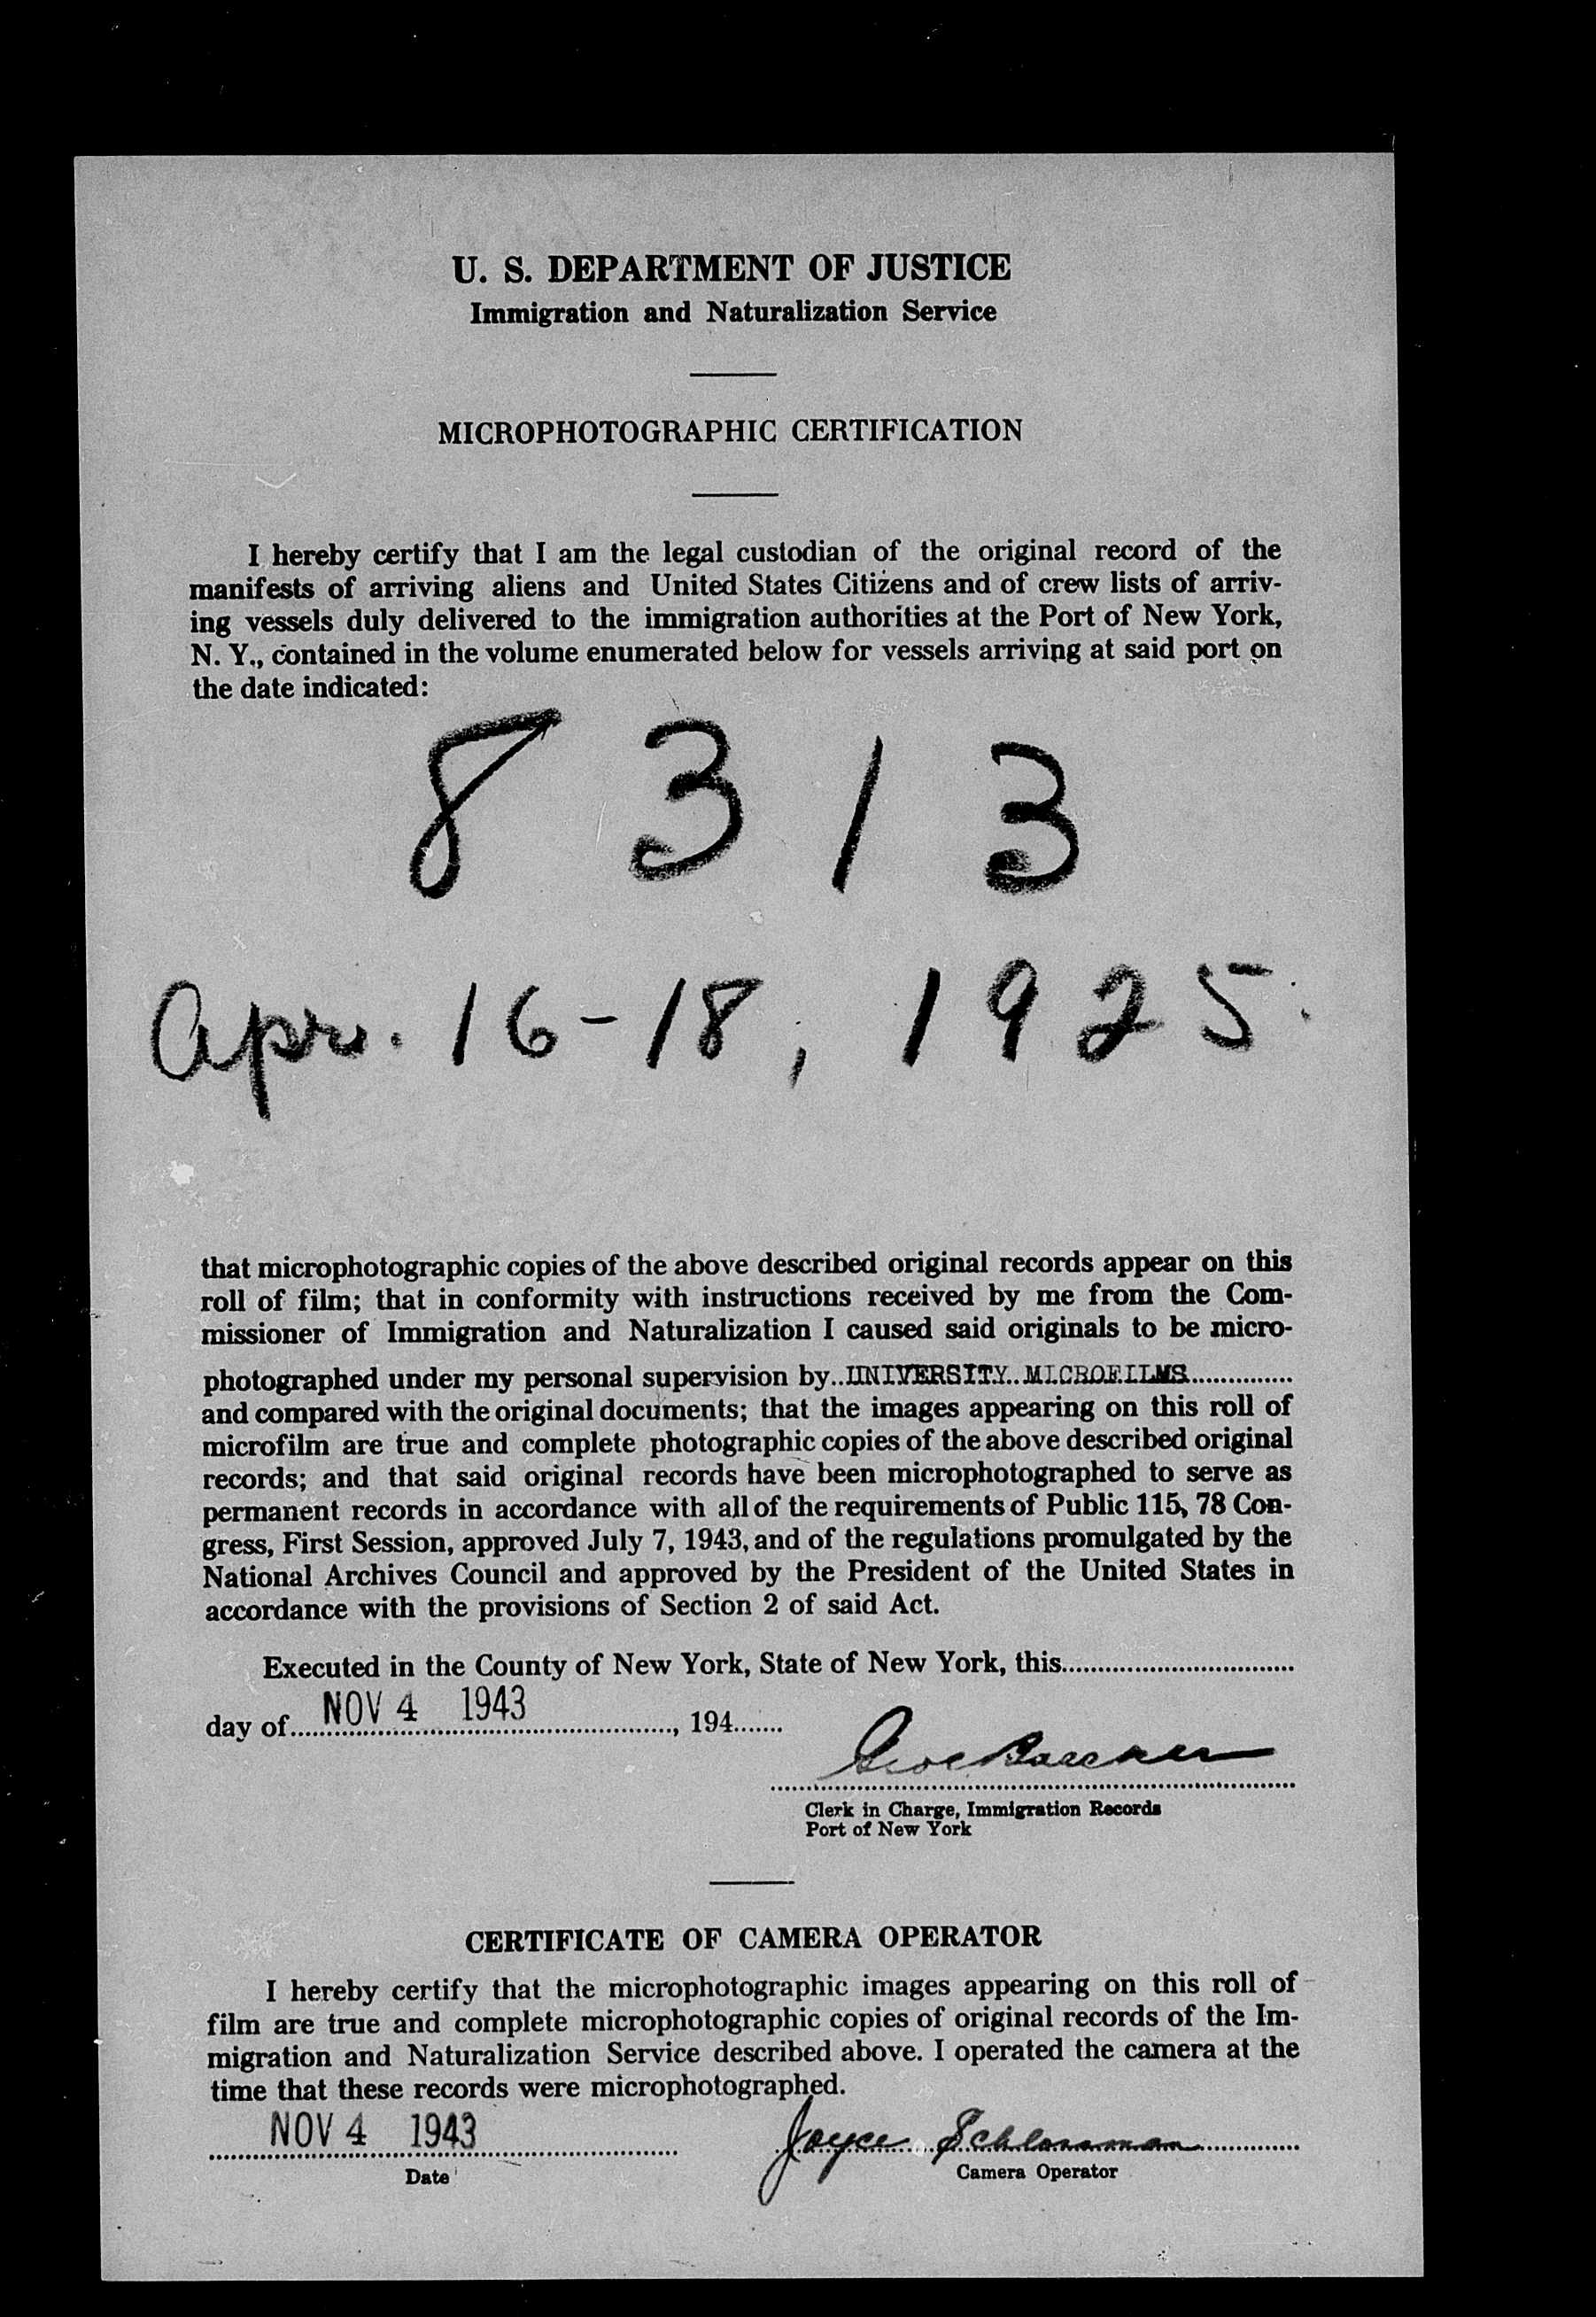 U. S. DEPARTMENT OF JUSTICE
Immigration and Naturalization Service
MICROPHOTOGRAPHIC CERTIFICATION
I hereby certify that I am the legal custodian of the original record of the
manifests of arriving aliens and United States Citizens and of crew lists of arriv-
ing vessels duly delivered to the immigration authorities at the Port of New York,
N. Y., contained in the volume enumerated below for vessels arriving at said port on
the date indicated:
8313
Apr. 16-18, 1925.
that microphotographic copies of the above described original records appear on this
roll of film; that in conformity with instructions received by me from the Com-
missioner of Immigration and Naturalization I caused said originals to be micro-
photographed under my personal supervision by..UNIVERSITY..MICROFILMS..............
and compared with the original documents; that the images appearing on this roll of
microfilm are true and complete photographic copies of the above described original
records; and that said original records have been microphotographed to serve as
permanent records in accordance with all of the requirements of Public 115, 78 Con-
gress, First Session, approved July 7, 1943, and of the regulations promulgated by the
National Archives Council and approved by the President of the United States in
accordance with the provisions of Section 2 of said Act.
Executed in the County of New York, State of New York, this................................
day of..... NOV 4 1943 ....................., 194.......
Clerk in Charge, Immigration Records
Port of New York
CERTIFICATE OF CAMERA OPERATOR
I hereby certify that the microphotographic images appearing on this roll of
film are true and complete microphotographic copies of original records of the Im-
migration and Naturalization Service described above. I operated the camera at the
time that these records were microphotographed.
NOV 4 1943 Joyce Schlossman
Date Camera Operator